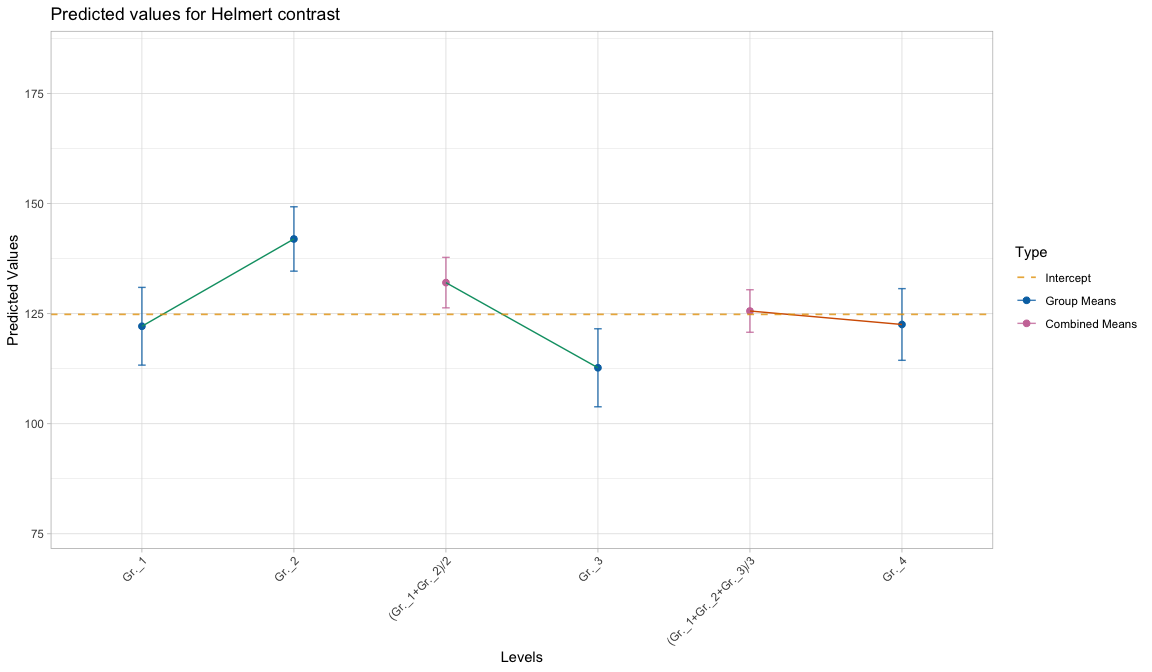 Predicted values for Helmert contrast
Predicted Values
175
150
125
100
75
Gr._1
Gr._2
(Gr._1+Gr._2)/2
Gr._3
(Gr._1+Gr._2+Gr._3)/3
Gr._4
Levels
Type
Intercept
Group Means
Combined Means